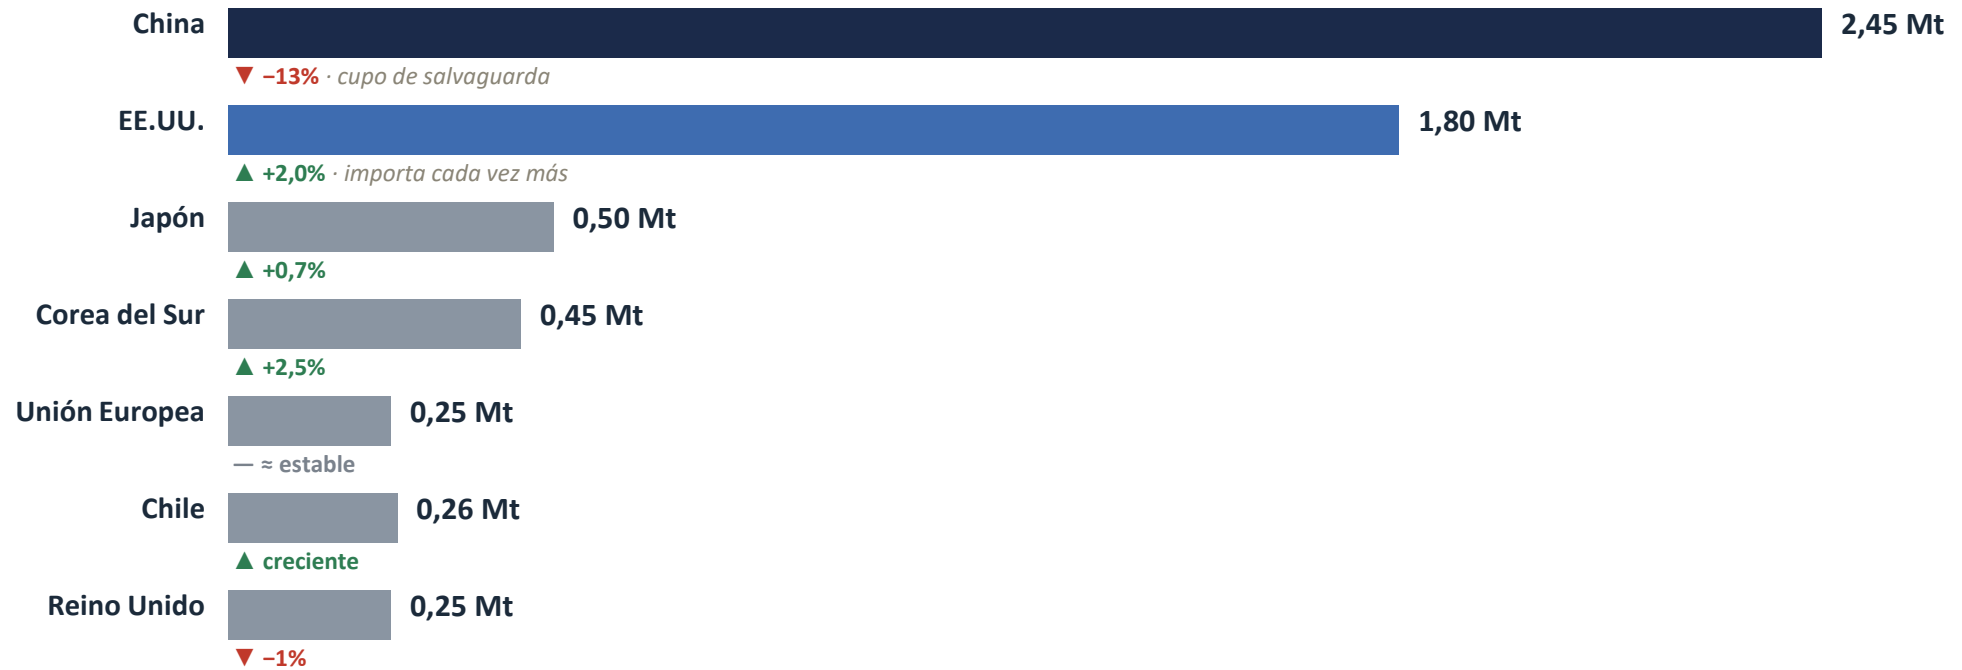 China 2,45 Mt
▼ −13% · cupo de salvaguarda
EE.UU. 1,80 Mt
▲ +2,0% · importa cada vez más
Japón 0,50 Mt
▲ +0,7%
Corea del Sur 0,45 Mt
▲ +2,5%
Unión Europea 0,25 Mt
— ≈ estable
Chile 0,26 Mt
▲ creciente
Reino Unido 0,25 Mt
▼ −1%